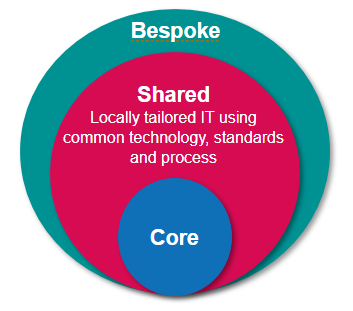 Bespoke
Shared
Locally tailored IT using
common technology, standards
and process
Core